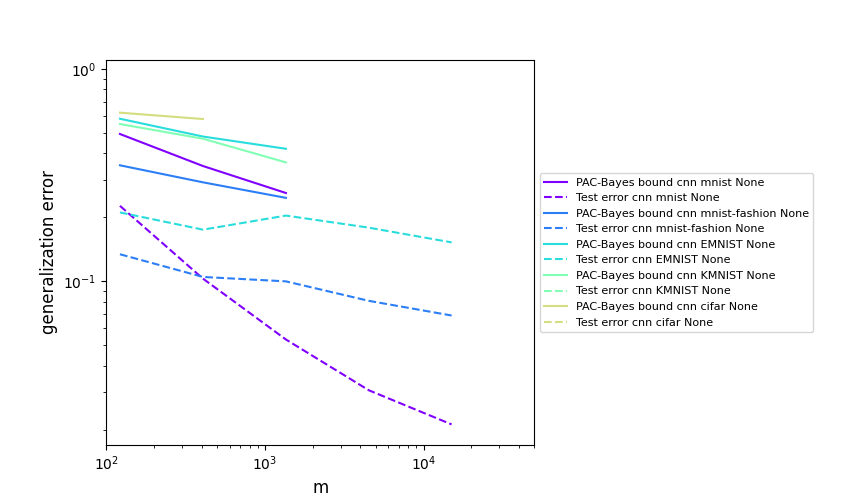 generalization error
10⁰
10⁻¹
10²
10³
10⁴
m
PAC-Bayes bound cnn mnist None
Test error cnn mnist None
PAC-Bayes bound cnn mnist-fashion None
Test error cnn mnist-fashion None
PAC-Bayes bound cnn EMNIST None
Test error cnn EMNIST None
PAC-Bayes bound cnn KMNIST None
Test error cnn KMNIST None
PAC-Bayes bound cnn cifar None
Test error cnn cifar None